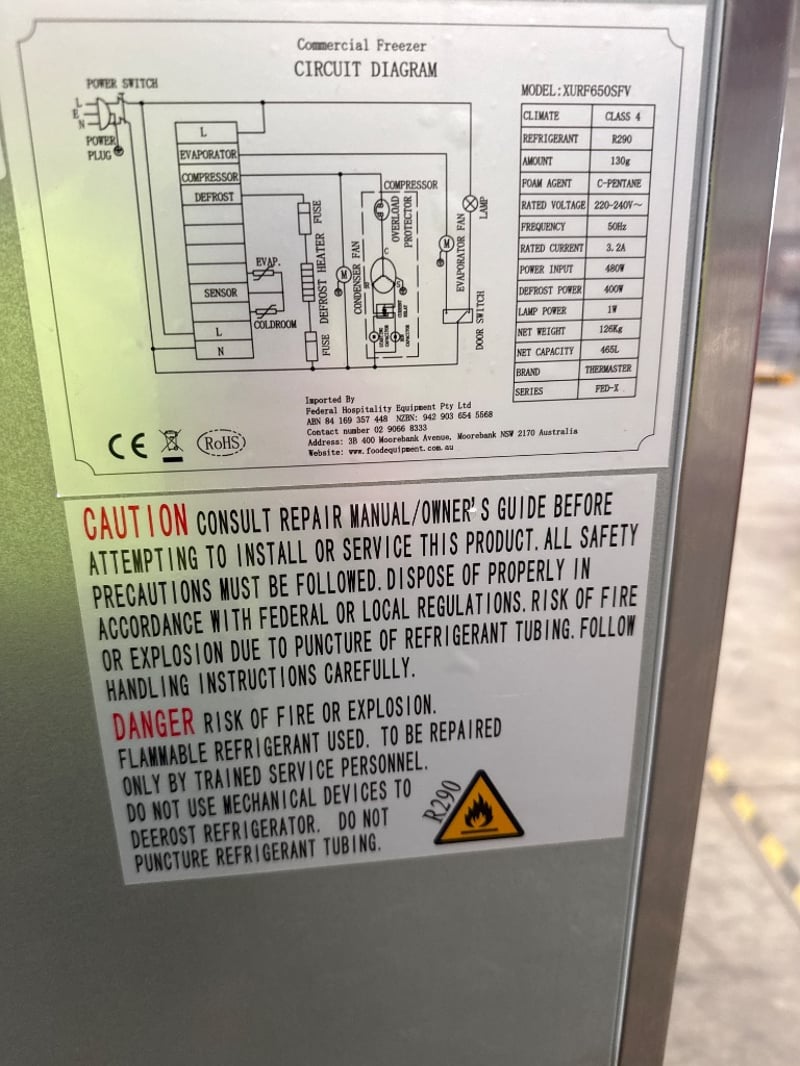 Commercial Freezer
CIRCUIT DIAGRAM
POWER SWITCH
L
E
N
POWER
PLUG
L
EVAPORATOR
COMPRESSOR
DEFROST
SENSOR
L
N
EVAP.
COLDROOM
FUSE
DEFROST HEATER
FUSE
M
CONDENSER FAN
COMPRESSOR
OVERLOAD
PROTECTOR
C
S
M
EVAPORATOR FAN
LAMP
DOOR SWITCH
MODEL:XURF650SFV
CLIMATE CLASS 4
REFRIGERANT R290
AMOUNT 130g
FOAM AGENT C-PENTANE
RATED VOLTAGE 220-240V~
FREQUENCY 50Hz
RATED CURRENT 3.2A
POWER INPUT 480W
DEFROST POWER 400W
LAMP POWER 1W
NET WEIGHT 126Kg
NET CAPACITY 465L
BRAND THERMASTER
SERIES FED-X
Imported By
Federal Hospitality Equipment Pty Ltd
ABN 84 169 357 448 NZBN: 942 903 654 5568
Contact number 02 9066 8333
Address: 3B 400 Moorebank Avenue, Moorebank NSW 2170 Australia
Website: www.foodequipment.com.au
CE RoHS
CAUTION CONSULT REPAIR MANUAL/OWNER'S GUIDE BEFORE
ATTEMPTING TO INSTALL OR SERVICE THIS PRODUCT. ALL SAFETY
PRECAUTIONS MUST BE FOLLOWED. DISPOSE OF PROPERLY IN
ACCORDANCE WITH FEDERAL OR LOCAL REGULATIONS. RISK OF FIRE
OR EXPLOSION DUE TO PUNCTURE OF REFRIGERANT TUBING. FOLLOW
HANDLING INSTRUCTIONS CAREFULLY.
DANGER RISK OF FIRE OR EXPLOSION.
FLAMMABLE REFRIGERANT USED. TO BE REPAIRED
ONLY BY TRAINED SERVICE PERSONNEL.
DO NOT USE MECHANICAL DEVICES TO
DEEROST REFRIGERATOR. DO NOT
PUNCTURE REFRIGERANT TUBING.
R290